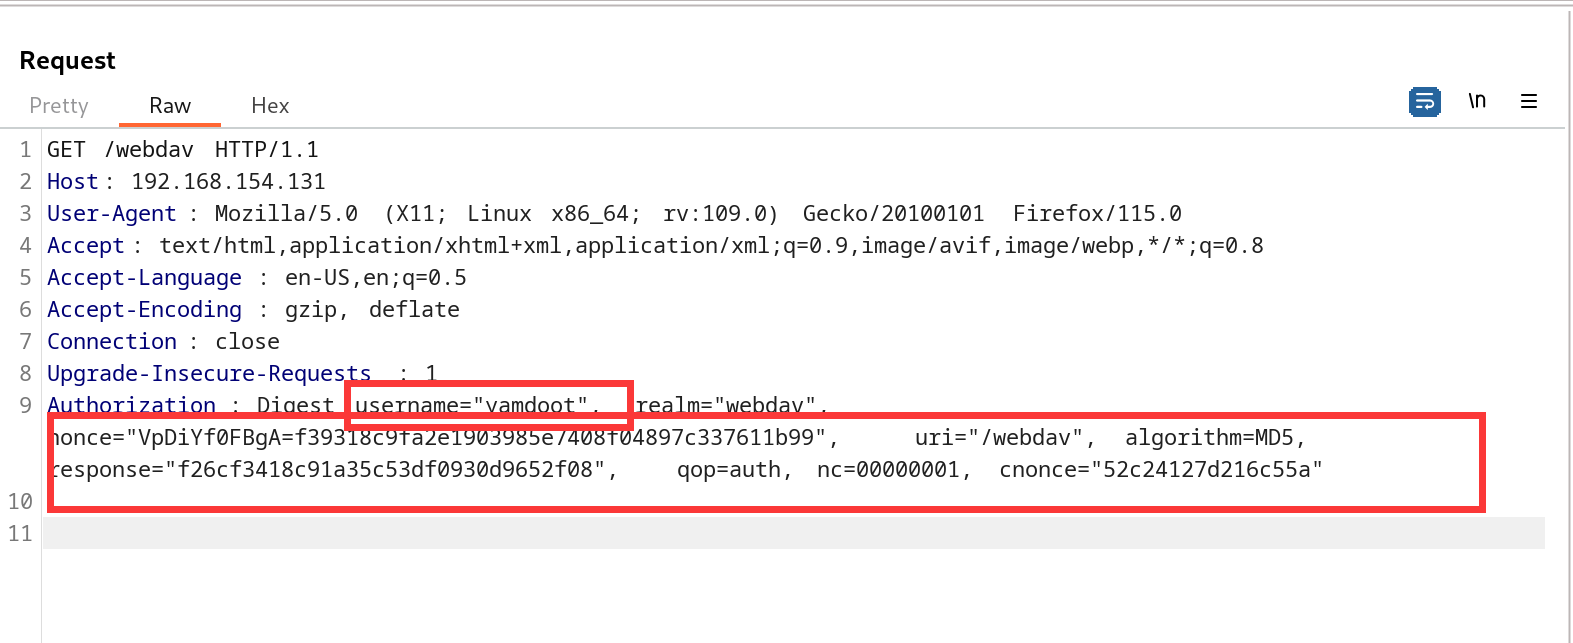 Request
Pretty Raw Hex
\n
1 GET /webdav HTTP/1.1
2 Host: 192.168.154.131
3 User-Agent: Mozilla/5.0 (X11; Linux x86_64; rv:109.0) Gecko/20100101 Firefox/115.0
4 Accept: text/html,application/xhtml+xml,application/xml;q=0.9,image/avif,image/webp,*/*;q=0.8
5 Accept-Language: en-US,en;q=0.5
6 Accept-Encoding: gzip, deflate
7 Connection: close
8 Upgrade-Insecure-Requests: 1
9 Authorization: Digest username="yamdoot", realm="webdav",
nonce="VpDiYf0FBgA=f39318c9fa2e1903985e7408f04897c337611b99", uri="/webdav", algorithm=MD5,
response="f26cf3418c91a35c53df0930d9652f08", qop=auth, nc=00000001, cnonce="52c24127d216c55a"
10
11